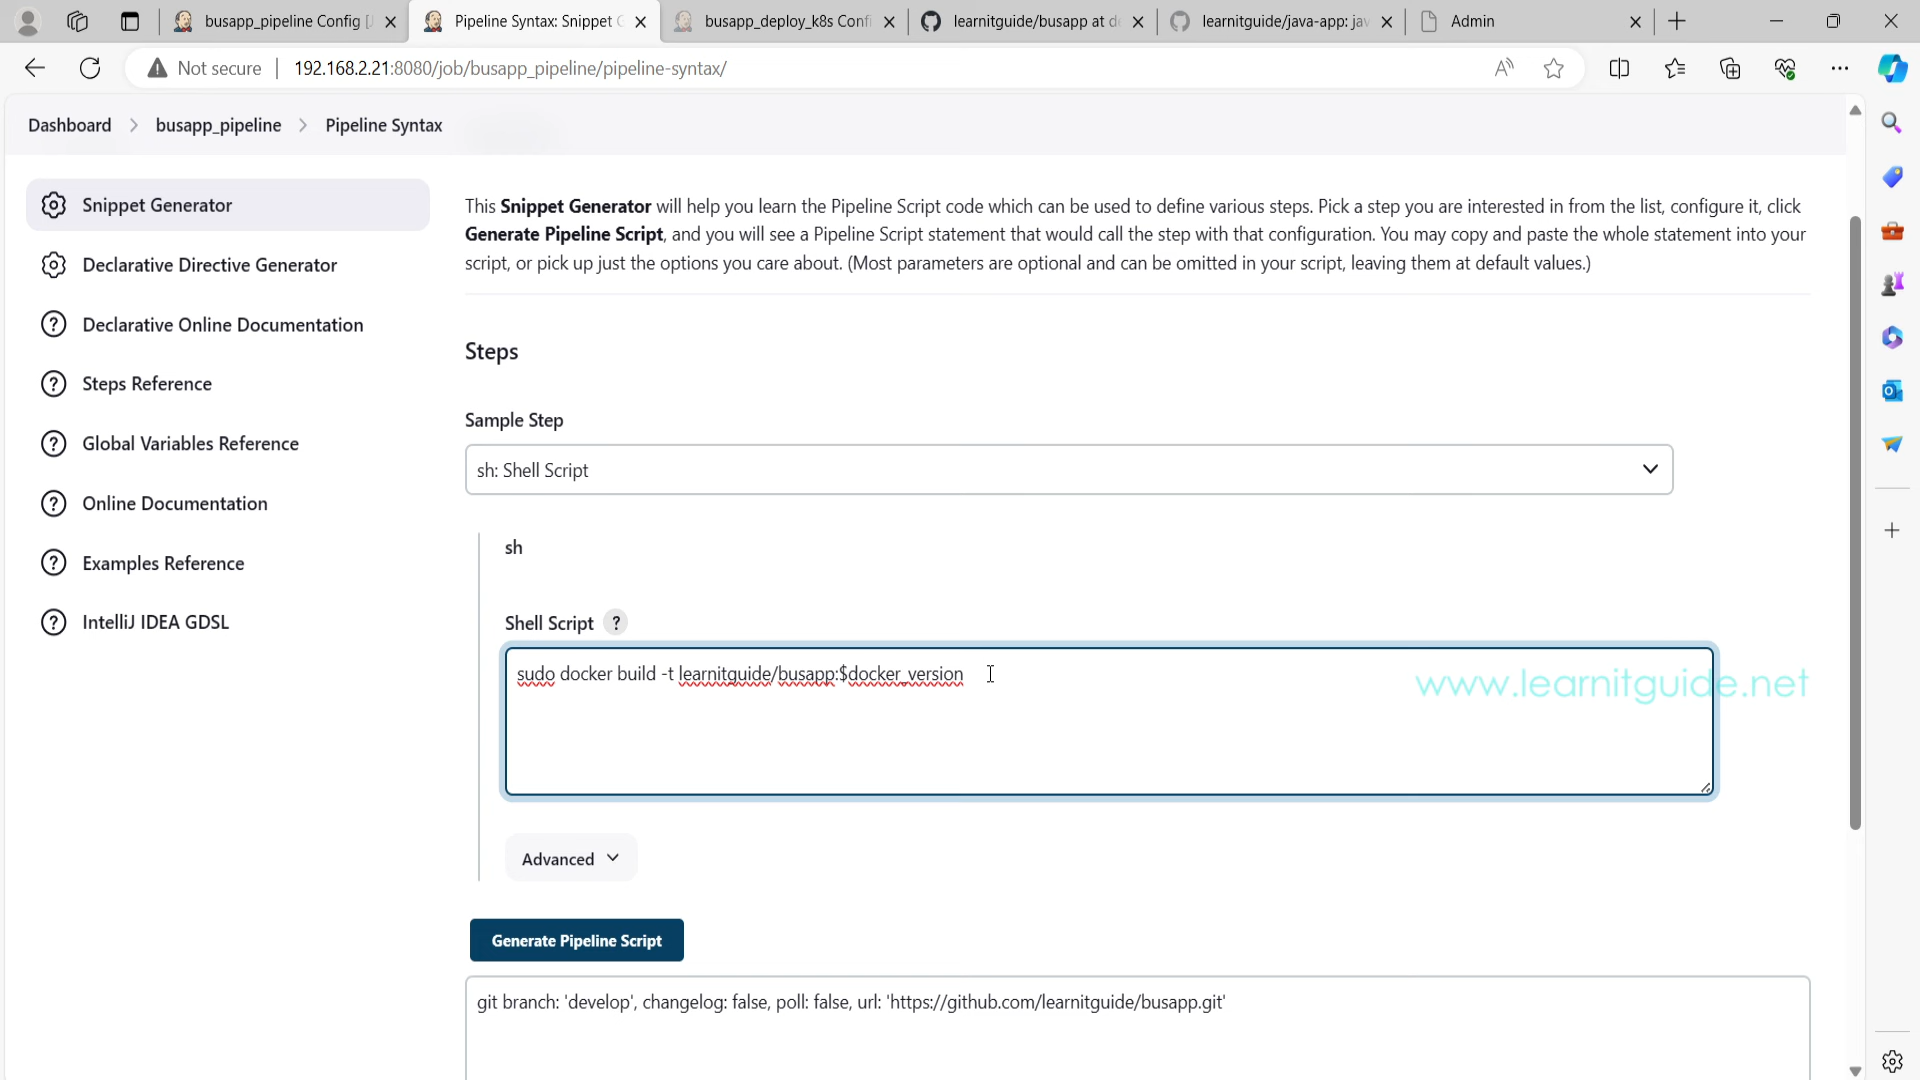 busapp_pipeline Config [J
Pipeline Syntax: Snippet G
busapp_deploy_k8s Confi
learnitguide/busapp at de
learnitguide/java-app: jav
Admin
Not secure
192.168.2.21:8080/job/busapp_pipeline/pipeline-syntax/
Dashboard > busapp_pipeline > Pipeline Syntax
Snippet Generator
Declarative Directive Generator
Declarative Online Documentation
Steps Reference
Global Variables Reference
Online Documentation
Examples Reference
IntelliJ IDEA GDSL
This Snippet Generator will help you learn the Pipeline Script code which can be used to define various steps. Pick a step you are interested in from the list, configure it, click
Generate Pipeline Script, and you will see a Pipeline Script statement that would call the step with that configuration. You may copy and paste the whole statement into your
script, or pick up just the options you care about. (Most parameters are optional and can be omitted in your script, leaving them at default values.)
Steps
Sample Step
sh: Shell Script
sh
Shell Script ?
sudo docker build -t learnitguide/busapp:$docker_version
www.learnitguide.net
Advanced
Generate Pipeline Script
git branch: 'develop', changelog: false, poll: false, url: 'https://github.com/learnitguide/busapp.git'